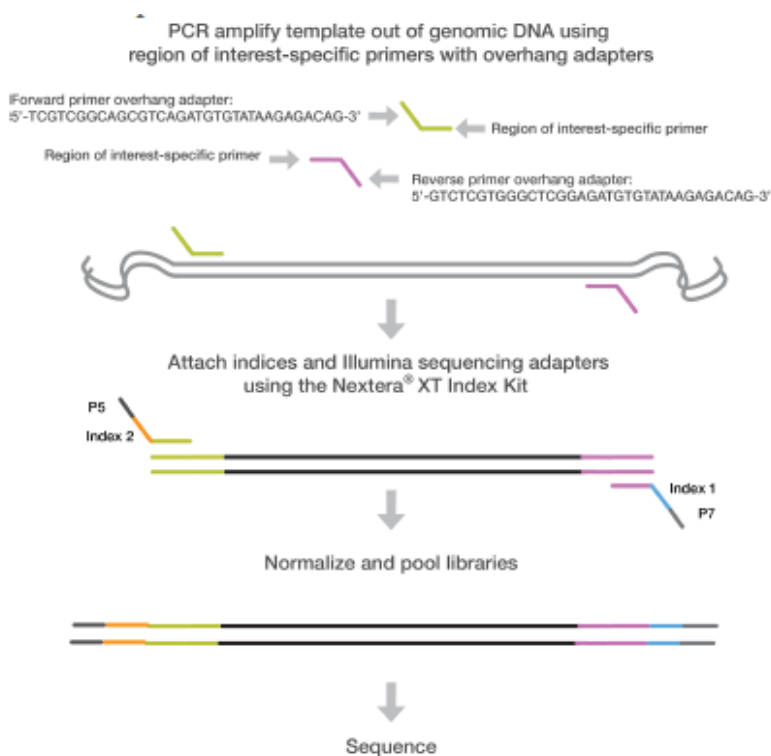 PCR amplify template out of genomic DNA using
region of interest-specific primers with overhang adapters
Forward primer overhang adapter:
5'-TCGTCGGCAGCGTCAGATGTGTATAAGAGACAG-3'
Region of interest-specific primer
Region of interest-specific primer
Reverse primer overhang adapter:
5'-GTCTCGTGGGCTCGGAGATGTGTATAAGAGACAG-3'
Attach indices and Illumina sequencing adapters
using the Nextera® XT Index Kit
P5
Index 2
Index 1
P7
Normalize and pool libraries
Sequence